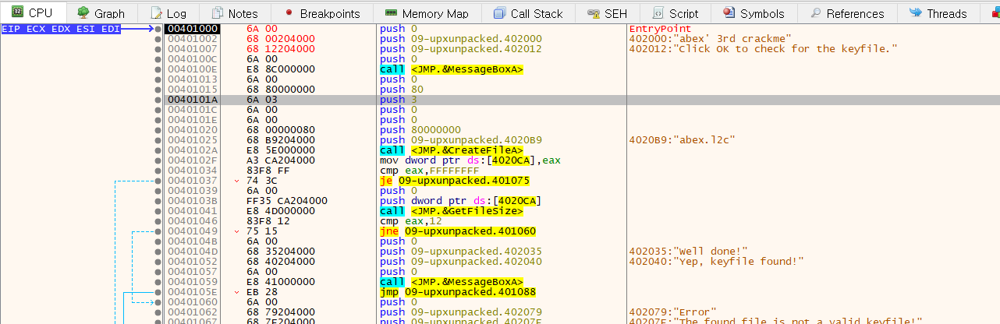 CPU Graph Log Notes Breakpoints Memory Map Call Stack SEH Script Symbols References Threads
EIP ECX EDX ESI EDI 00401000 6A 00 push 0 EntryPoint
00401002 68 00204000 push 09-upxunpacked.402000 402000:"abex' 3rd crackme"
00401007 68 12204000 push 09-upxunpacked.402012 402012:"Click OK to check for the keyfile."
0040100C 6A 00 push 0
0040100E E8 8C000000 call <JMP.&MessageBoxA>
00401013 6A 00 push 0
00401015 68 80000000 push 80
0040101A 6A 03 push 3
0040101C 6A 00 push 0
0040101E 6A 00 push 0
00401020 68 00000080 push 80000000
00401025 68 B9204000 push 09-upxunpacked.4020B9 4020B9:"abex.l2c"
0040102A E8 5E000000 call <JMP.&CreateFileA>
0040102F A3 CA204000 mov dword ptr ds:[4020CA],eax
00401034 83F8 FF cmp eax,FFFFFFFF
00401037 74 3C je 09-upxunpacked.401075
00401039 6A 00 push 0
0040103B FF35 CA204000 push dword ptr ds:[4020CA]
00401041 E8 4D000000 call <JMP.&GetFileSize>
00401046 83F8 12 cmp eax,12
00401049 75 15 jne 09-upxunpacked.401060
0040104B 6A 00 push 0
0040104D 68 35204000 push 09-upxunpacked.402035 402035:"Well done!"
00401052 68 40204000 push 09-upxunpacked.402040 402040:"Yep, keyfile found!"
00401057 6A 00 push 0
00401059 E8 41000000 call <JMP.&MessageBoxA>
0040105E EB 28 jmp 09-upxunpacked.401088
00401060 6A 00 push 0
00401062 68 79204000 push 09-upxunpacked.402079 402079:"Error"
00401067 68 7F204000 push 09-upxunpacked.40207F 40207F:"The found file is not a valid keyfile!"